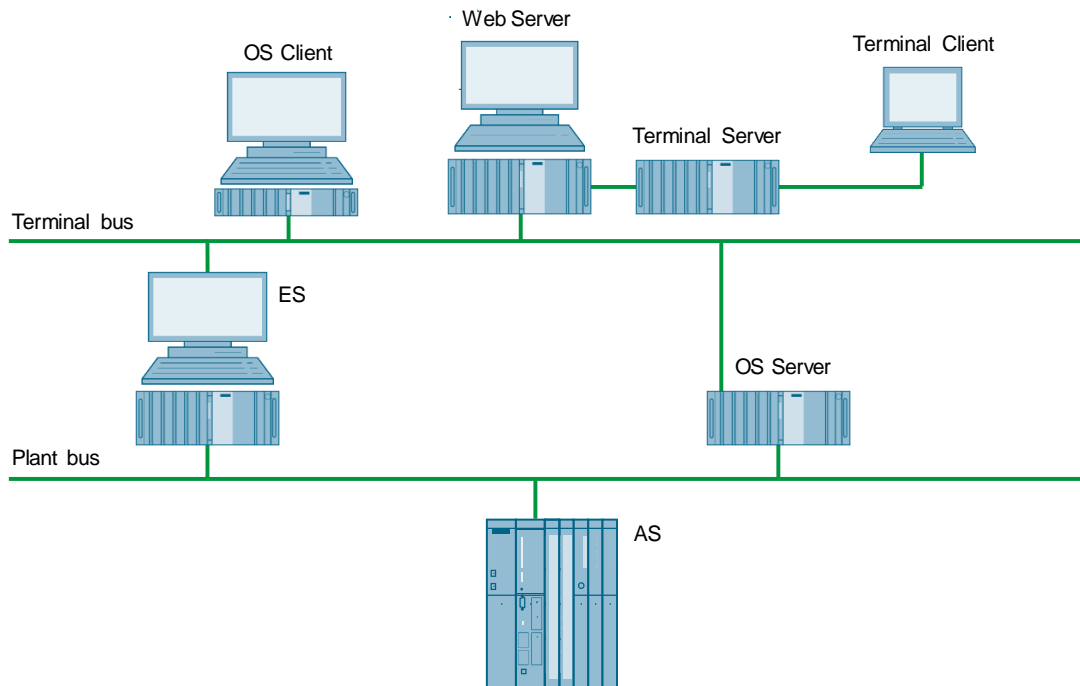 Web Server
OS Client
Terminal Client
Terminal Server
Terminal bus
ES
OS Server
Plant bus
AS